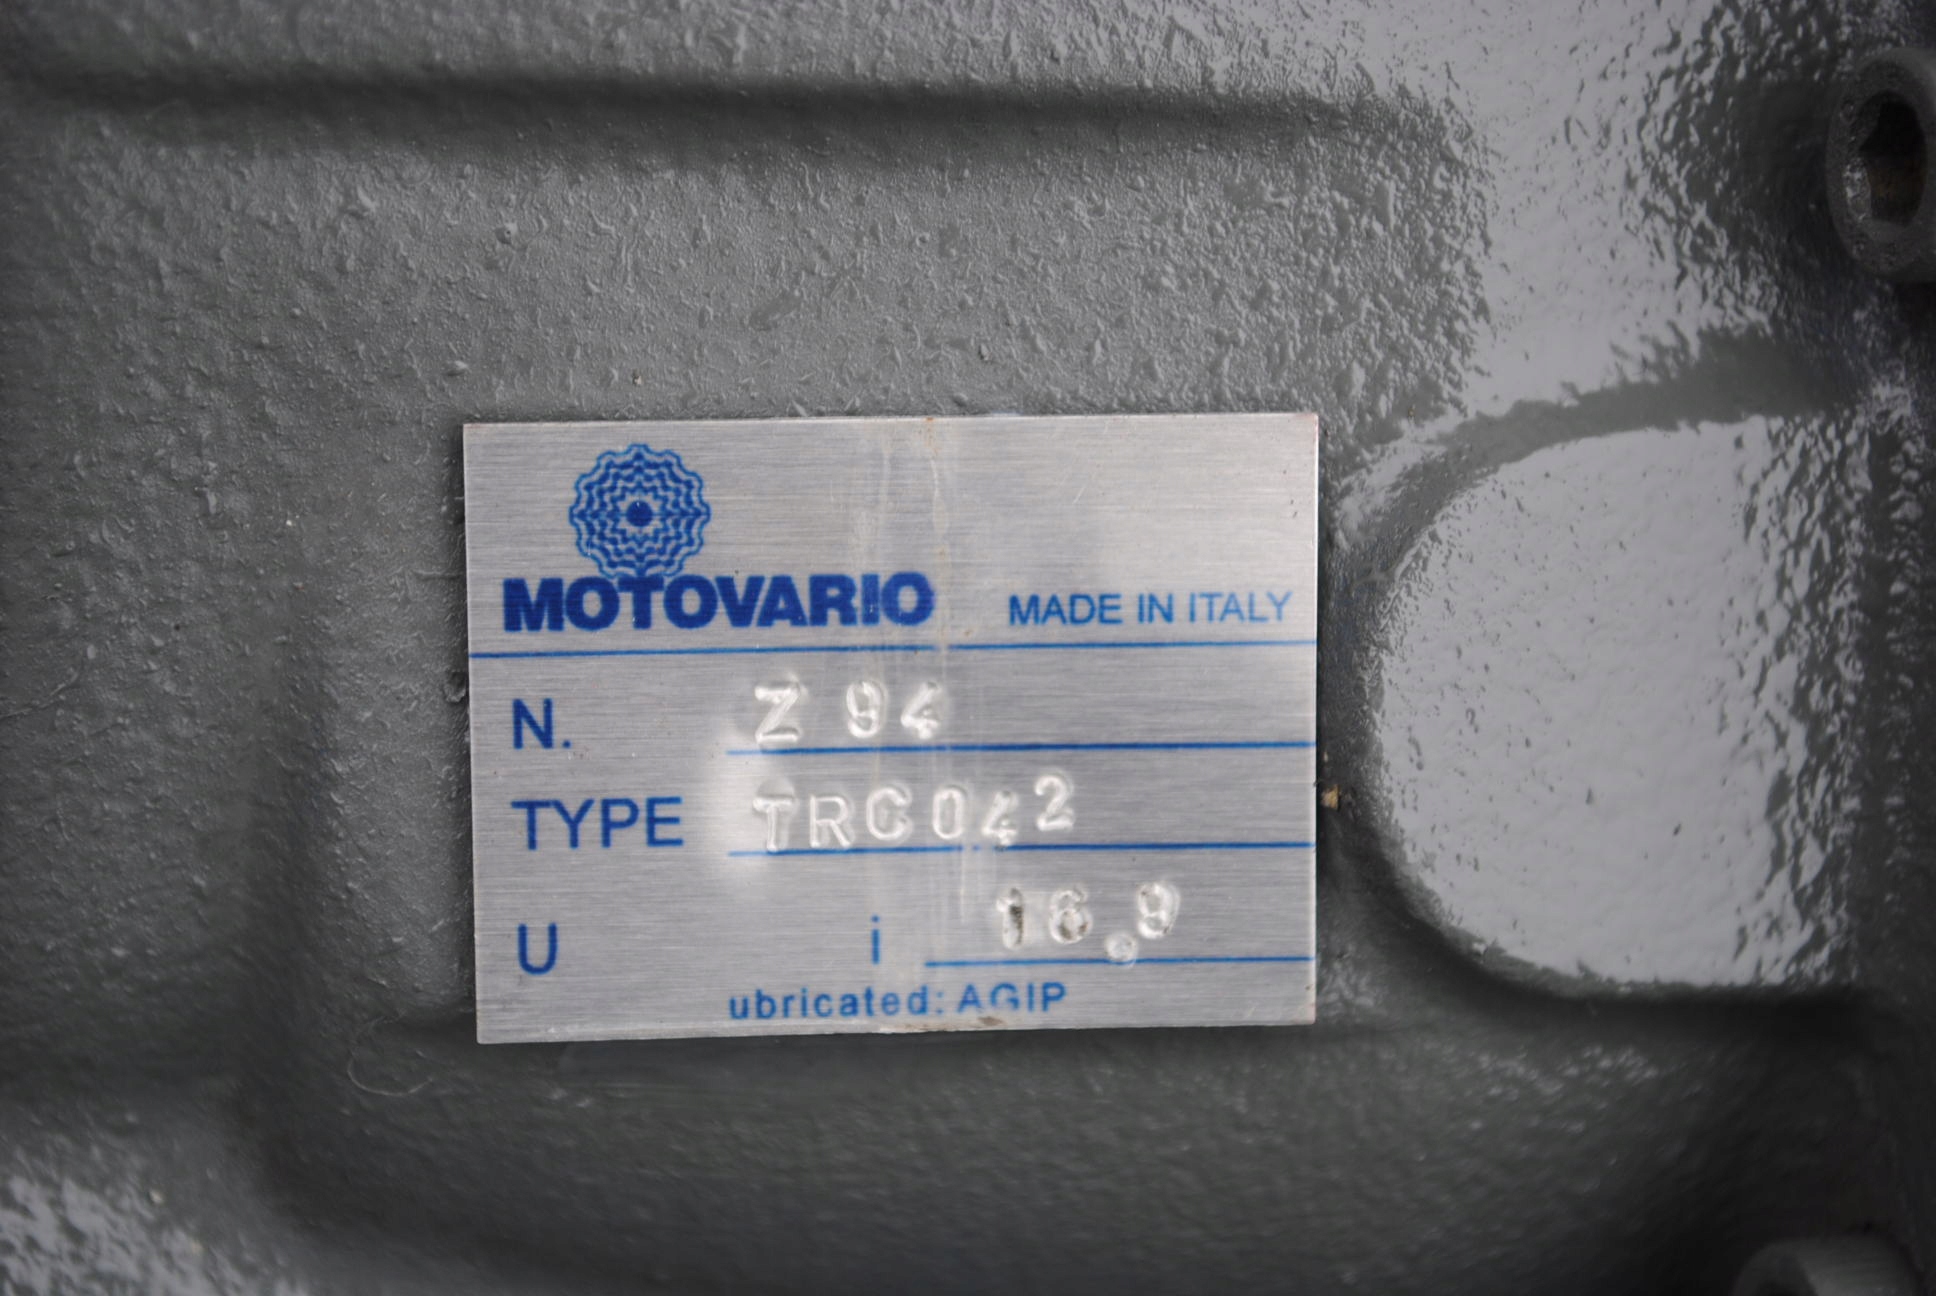 MOTOVARIO MADE IN ITALY
N. Z 94
TYPE TRC042
U i 16,9
ubricated: AGIP